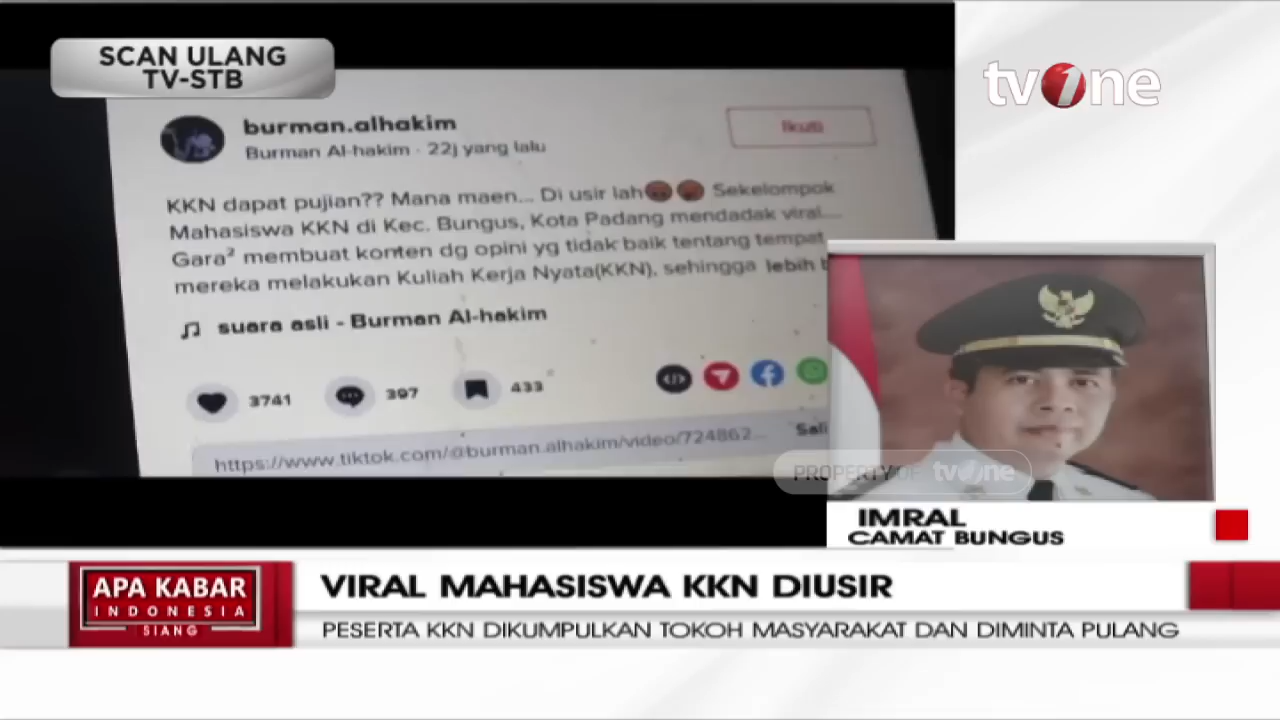 SCAN ULANG
TV-STB
tvOne
burman.alhakim
Burman Al-hakim · 22j yang lalu
Ikuti
KKN dapat pujian?? Mana maen... Di usir lah😡😡 Sekelompok
Mahasiswa KKN di Kec. Bungus, Kota Padang mendadak viral....
Gara² membuat konten dg opini yg tidak baik tentang tempat
mereka melakukan Kuliah Kerja Nyata(KKN), sehingga lebih
suara asli - Burman Al-hakim
3741
397
433
https://www.tiktok.com/@burman.alhakim/video/724862...
Sali
PROPERTY OF tvOne
IMRAL
CAMAT BUNGUS
APA KABAR
INDONESIA
SIANG
VIRAL MAHASISWA KKN DIUSIR
PESERTA KKN DIKUMPULKAN TOKOH MASYARAKAT DAN DIMINTA PULANG